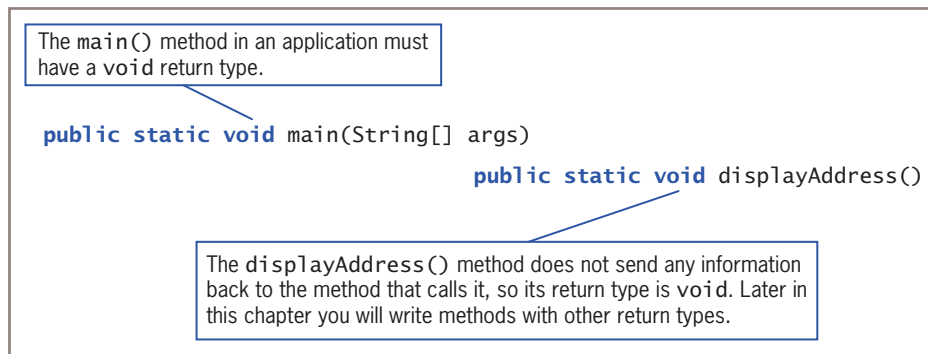 The main() method in an application must
have a void return type.
public static void main(String[] args)
public static void displayAddress()
The displayAddress() method does not send any information
back to the method that calls it, so its return type is void. Later in
this chapter you will write methods with other return types.